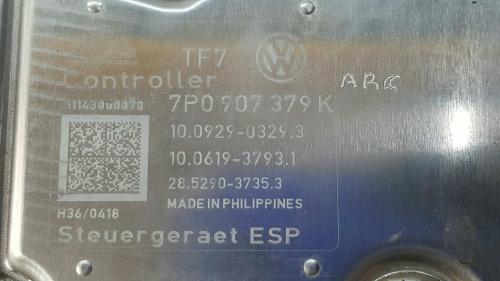 TF7
Controller
ARC
7P0 907 379 K
10.0929-0329.3
10.0619-3793.1
28.5290-3735.3
MADE IN PHILIPPINES
H36/0418
Steuergeraet ESP